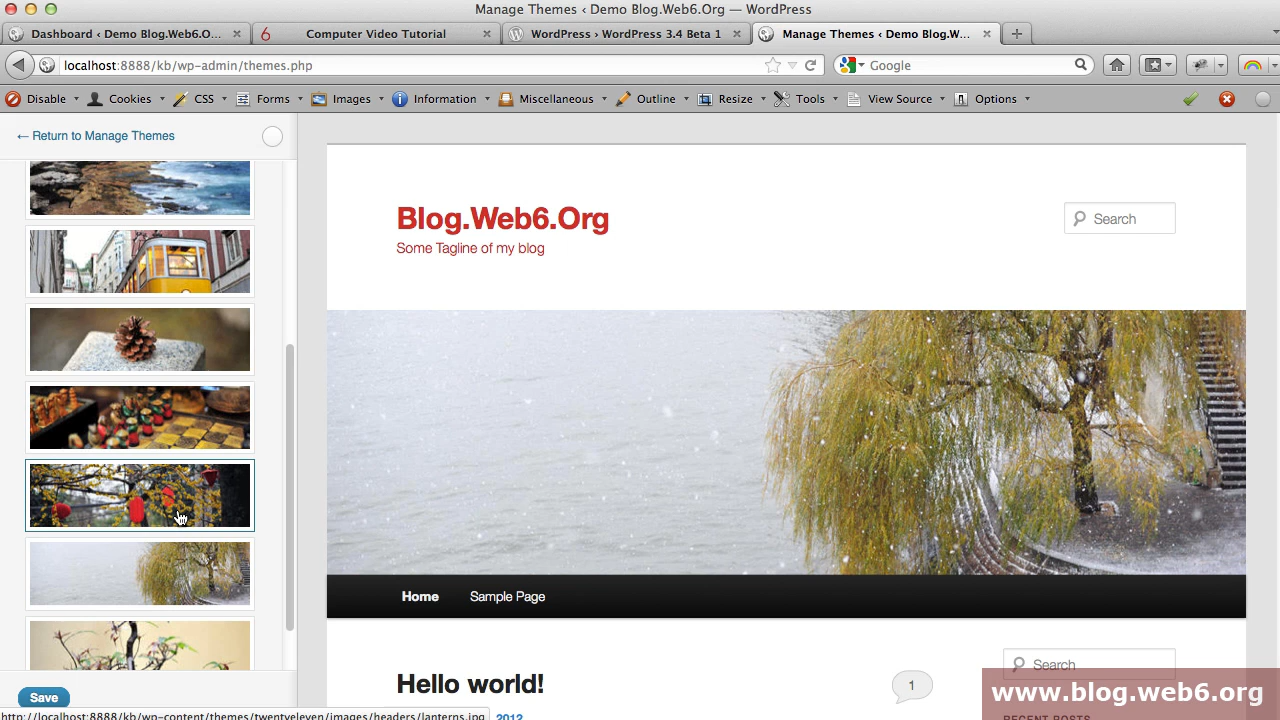 Manage Themes ‹ Demo Blog.Web6.Org — WordPress
Dashboard ‹ Demo Blog.Web6.O...
Computer Video Tutorial
WordPress › WordPress 3.4 Beta 1
Manage Themes ‹ Demo Blog.W...
localhost:8888/kb/wp-admin/themes.php
Google
Disable Cookies CSS Forms Images Information Miscellaneous Outline Resize Tools View Source Options
← Return to Manage Themes
Blog.Web6.Org
Some Tagline of my blog
Search
Home Sample Page
Hello world!
1
Search
Save
www.blog.web6.org
http://localhost:8888/kb/wp-content/themes/twentyeleven/images/headers/lanterns.jpg
2012
RECENT POSTS